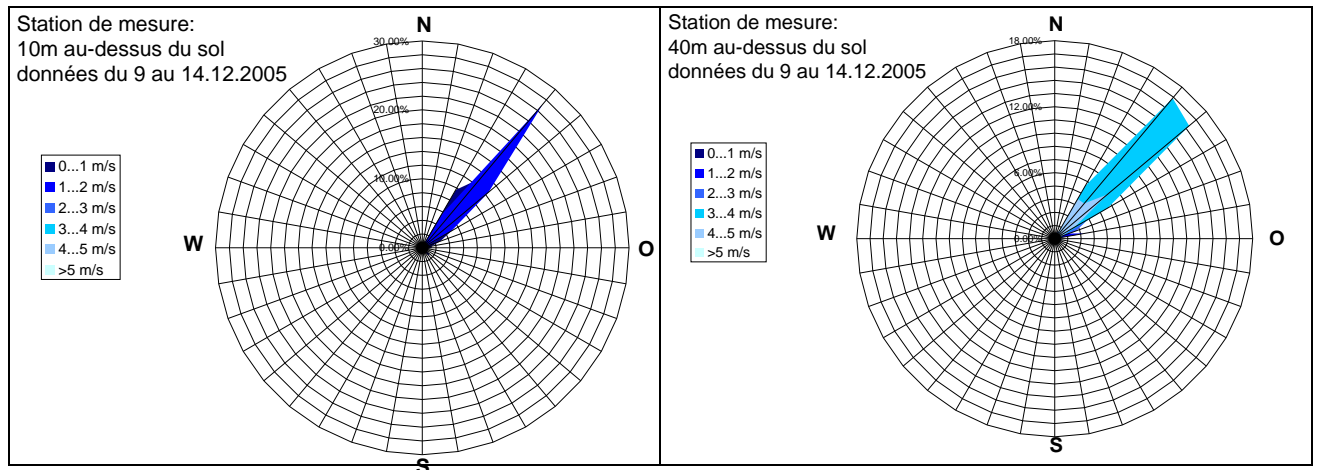 Station de mesure:
10m au-dessus du sol
données du 9 au 14.12.2005
N
30.00%
20.00%
10.00%
0.00%
W
O
S
0...1 m/s
1...2 m/s
2...3 m/s
3...4 m/s
4...5 m/s
>5 m/s
Station de mesure:
40m au-dessus du sol
données du 9 au 14.12.2005
N
18.00%
12.00%
6.00%
0.00%
W
O
S
0...1 m/s
1...2 m/s
2...3 m/s
3...4 m/s
4...5 m/s
>5 m/s